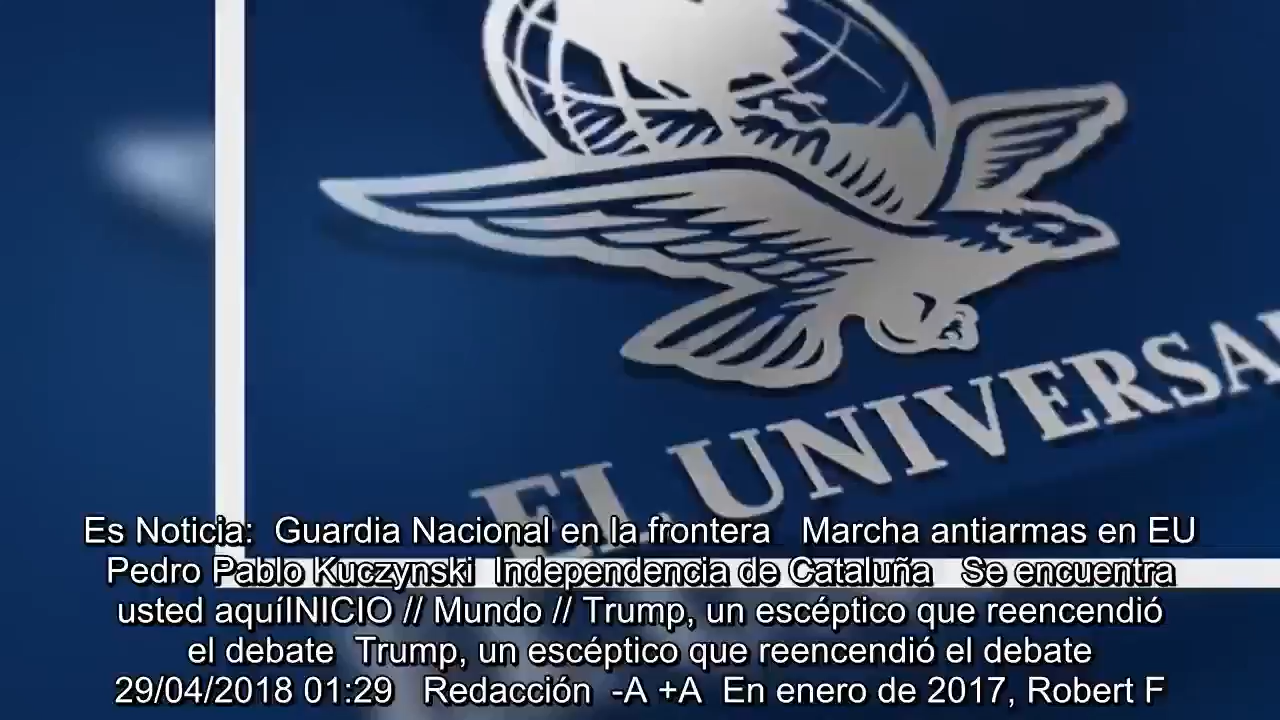 EL UNIVERSA
Es Noticia: Guardia Nacional en la frontera Marcha antiarmas en EU
Pedro Pablo Kuczynski Independencia de Cataluña Se encuentra
usted aquíINICIO // Mundo // Trump, un escéptico que reencendió
el debate Trump, un escéptico que reencendió el debate
29/04/2018 01:29 Redacción -A +A En enero de 2017, Robert F